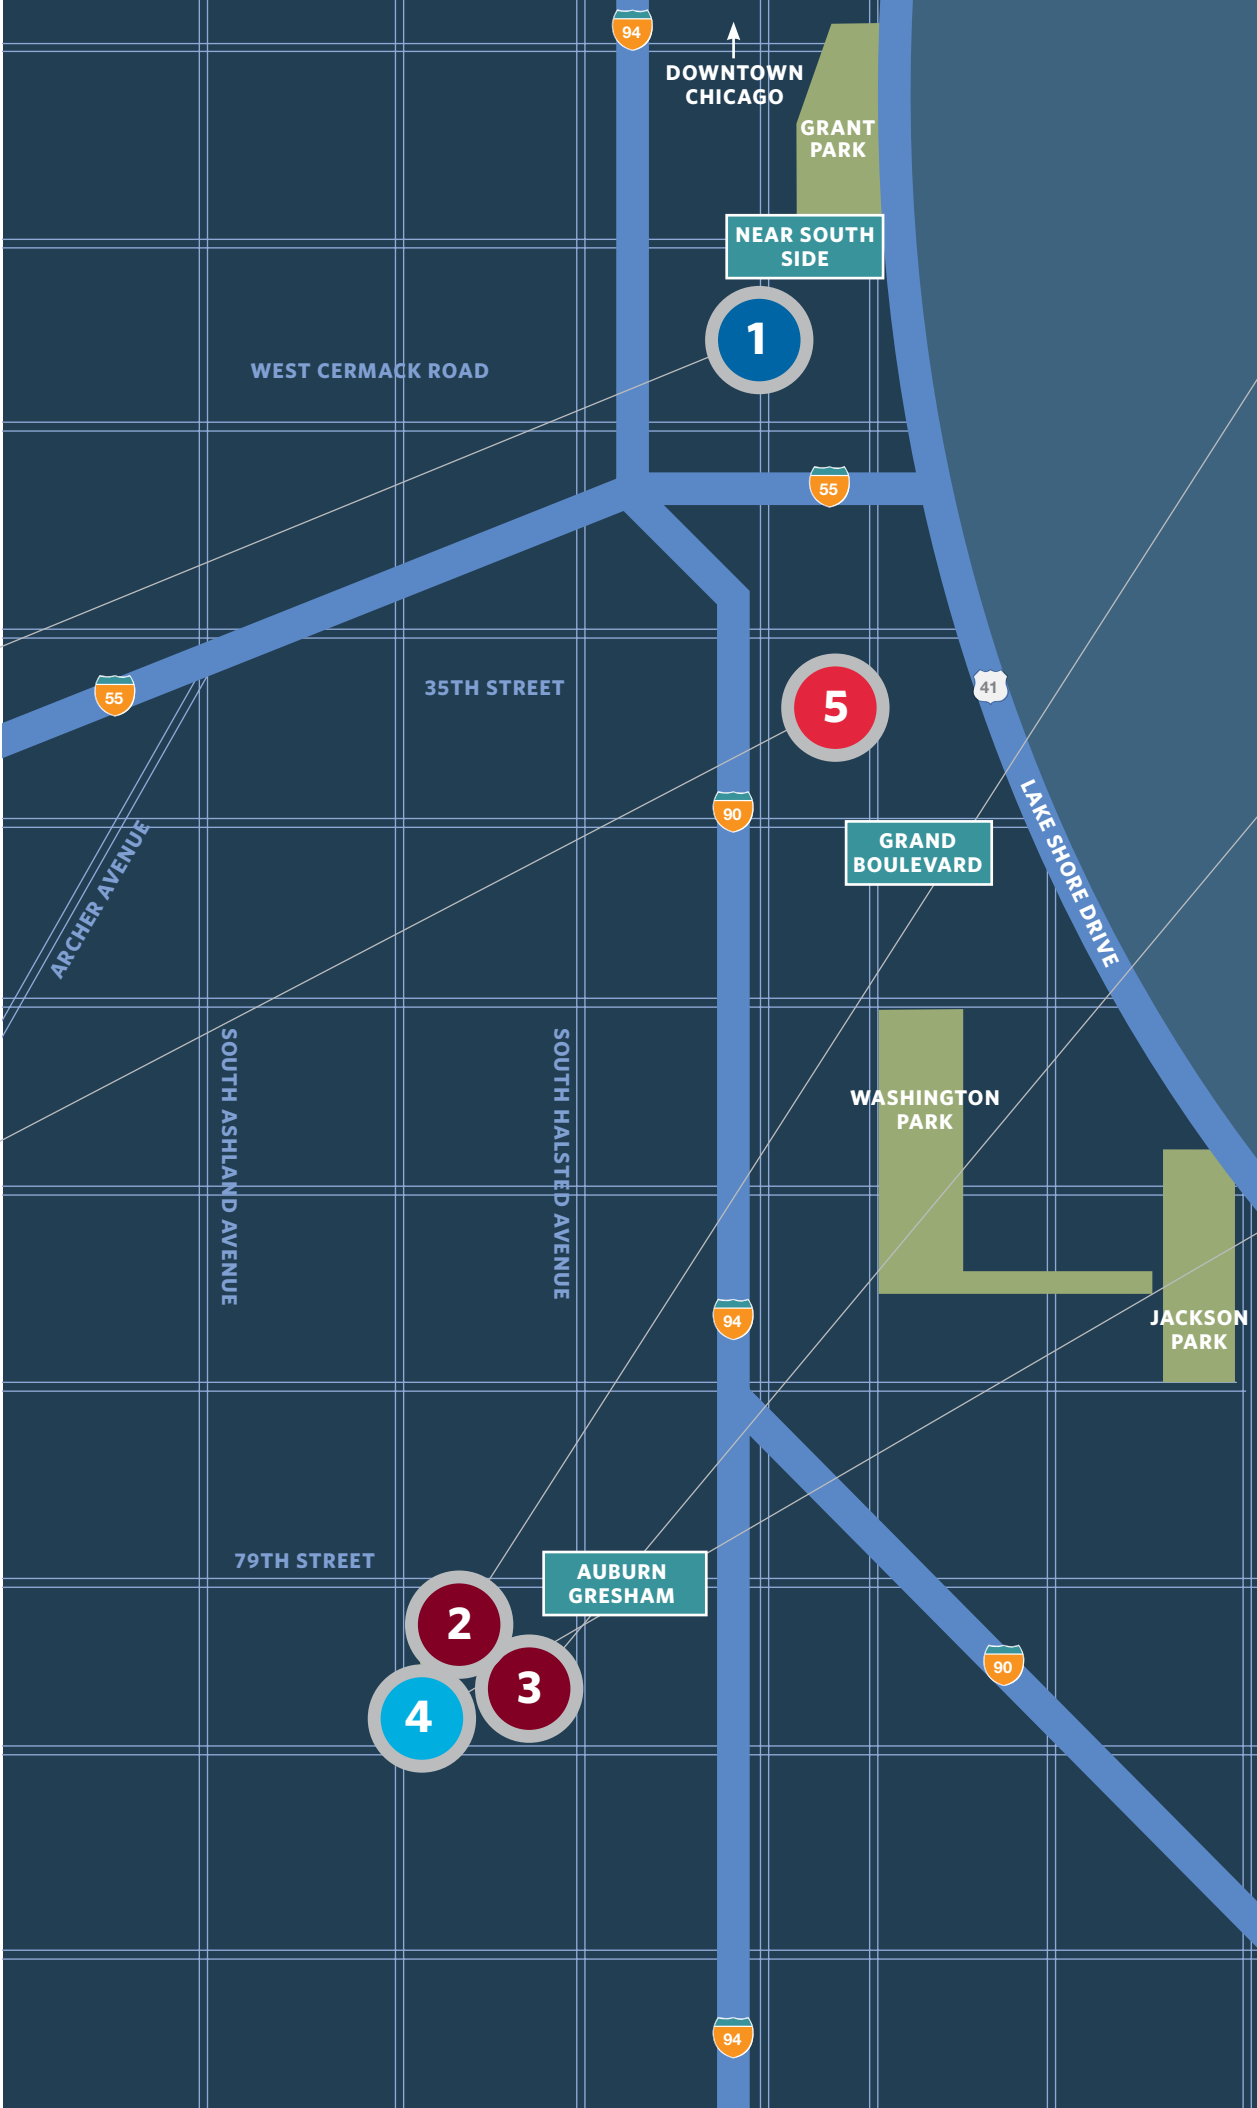 94
DOWNTOWN
CHICAGO
GRANT
PARK
NEAR SOUTH
SIDE
1
WEST CERMACK ROAD
55
55
35TH STREET
5
41
90
LAKE SHORE DRIVE
GRAND
BOULEVARD
ARCHER AVENUE
SOUTH ASHLAND AVENUE
SOUTH HALSTED AVENUE
WASHINGTON
PARK
94
JACKSON
PARK
79TH STREET
AUBURN
GRESHAM
2
3
4
90
94